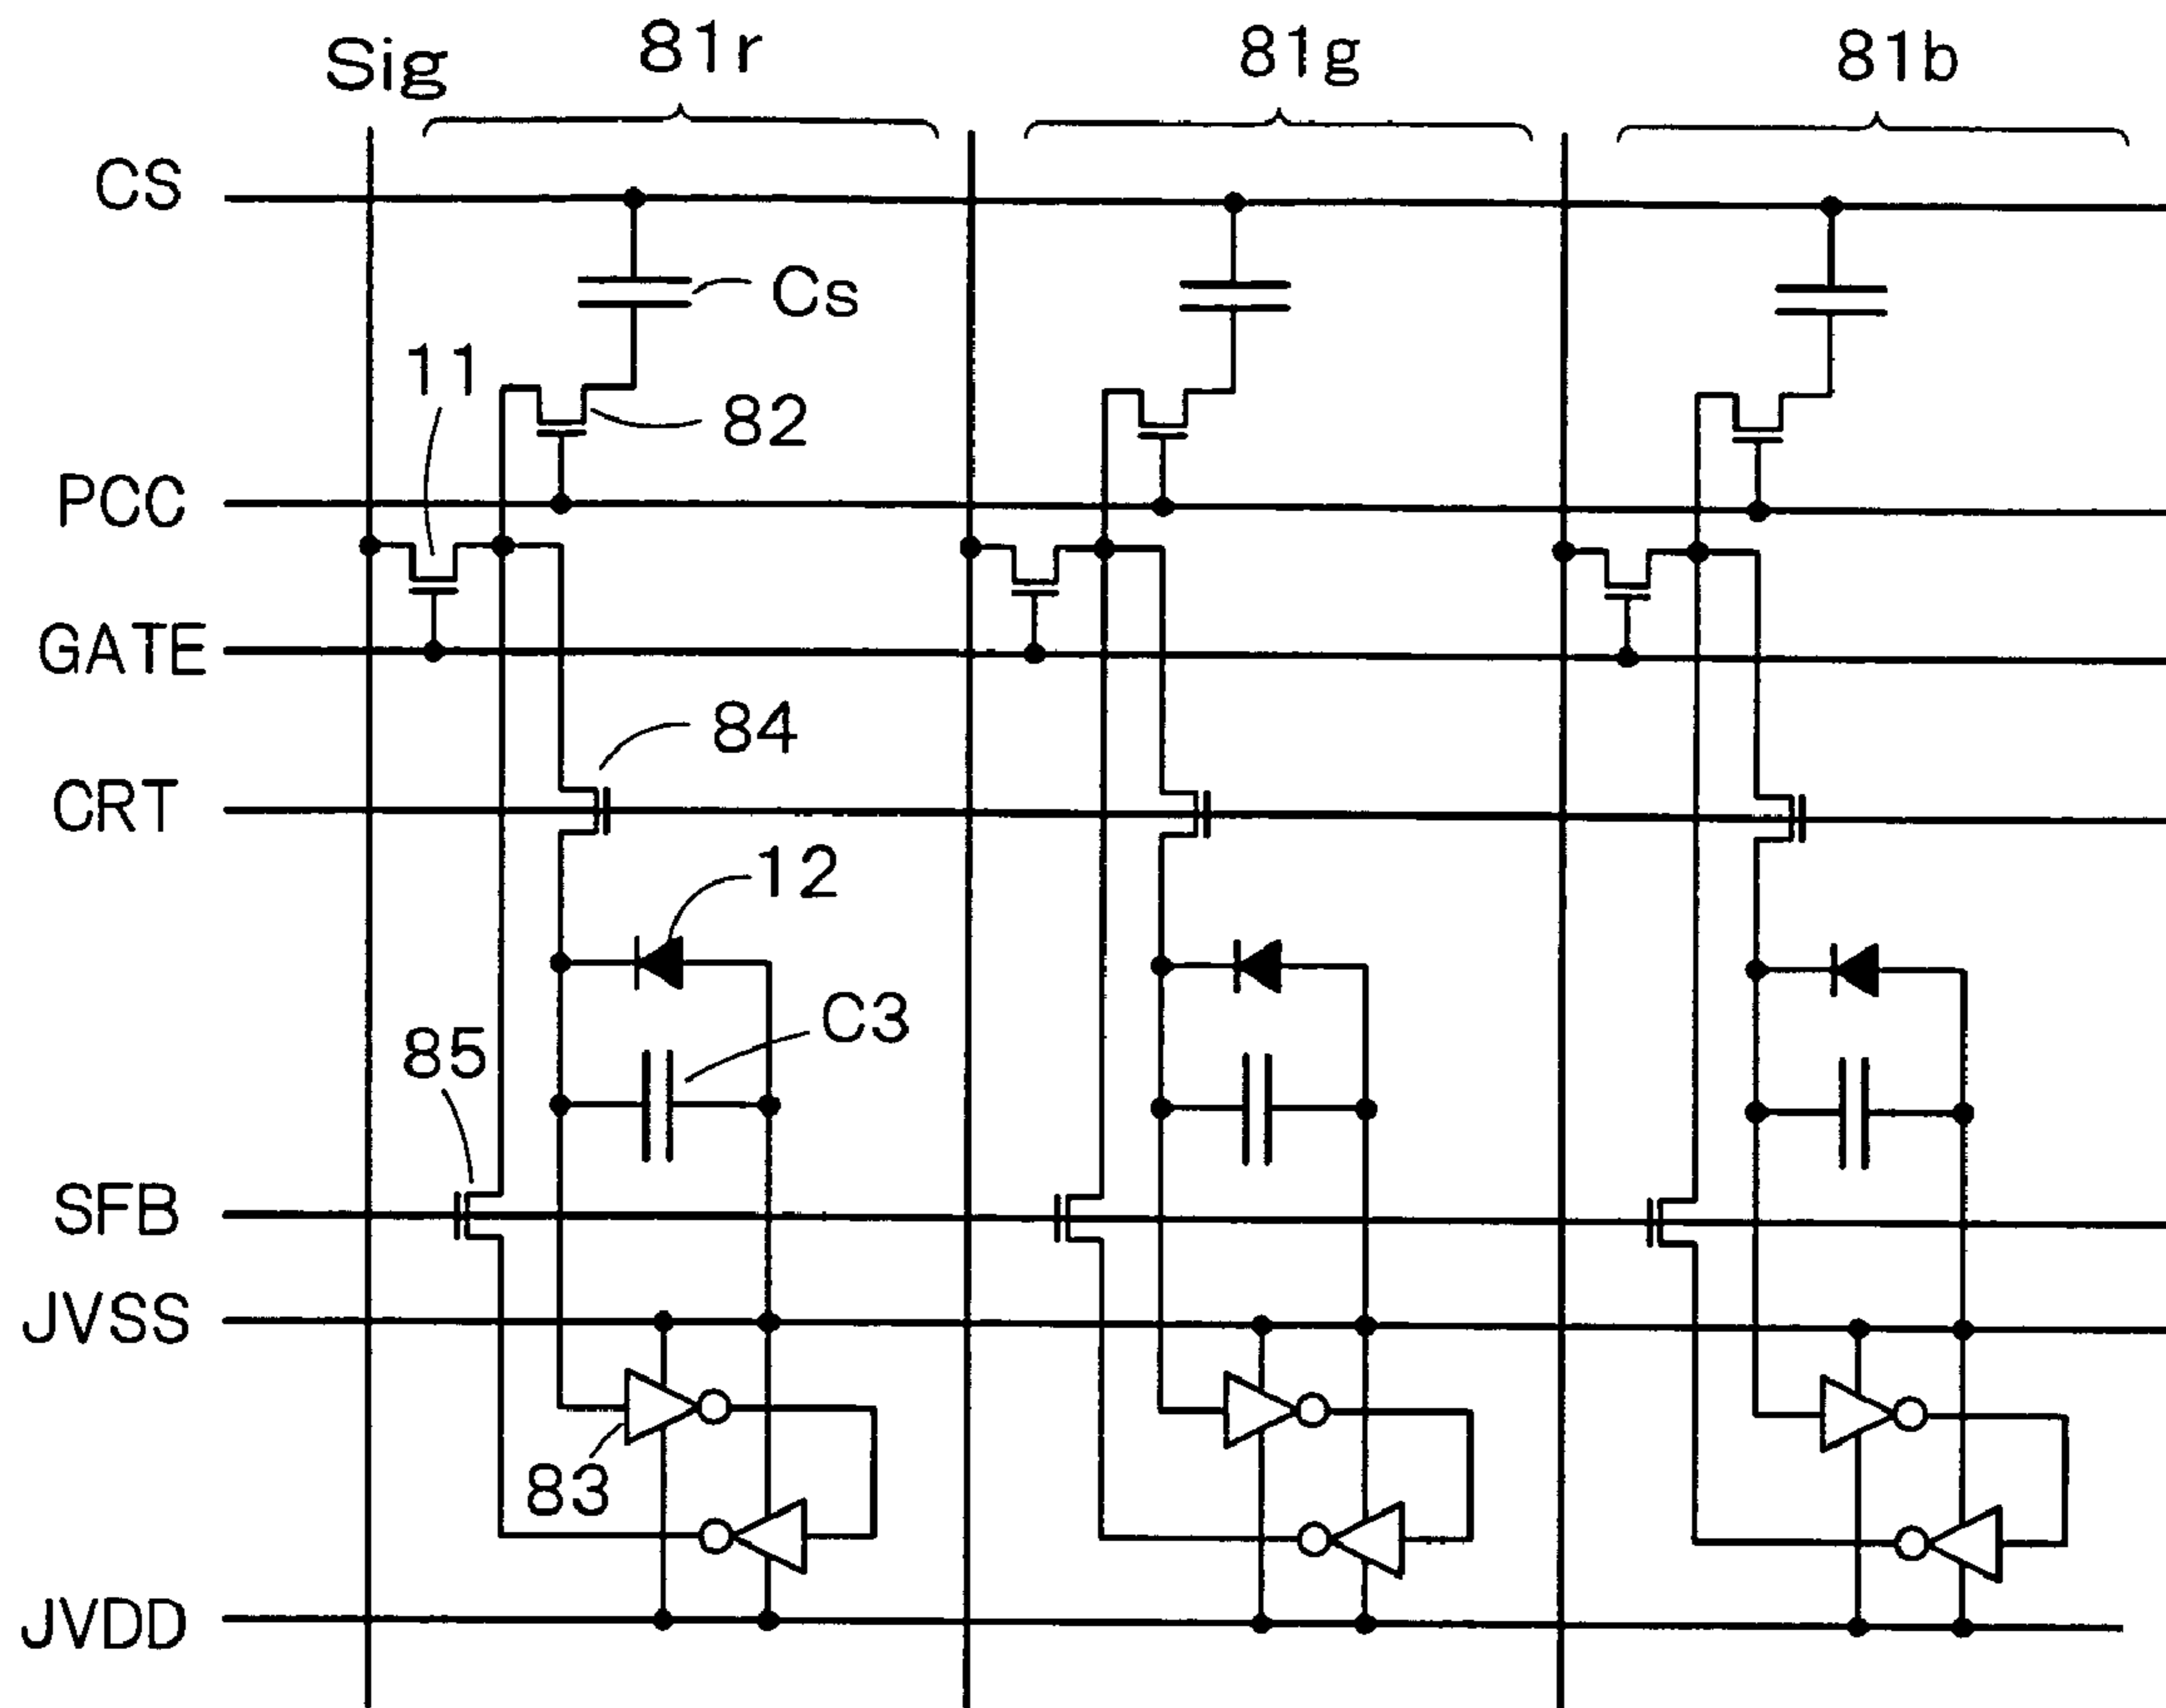 Sig
81r
81g
81b
CS
Cs
11
82
PCC
GATE
84
CRT
12
C3
85
SFB
JVSS
83
JVDD